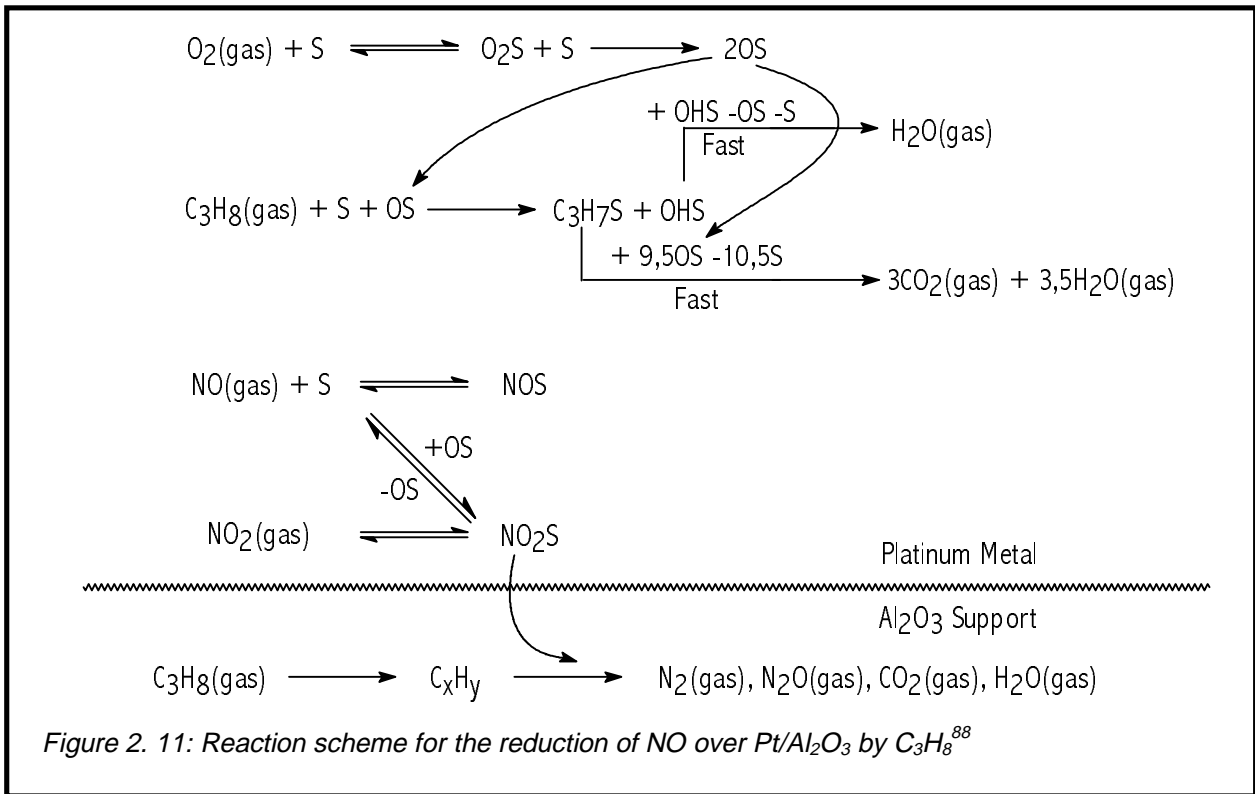 O₂(gas) + S ⇌ O₂S + S ⟶ 2OS
+ OHS -OS -S
Fast
H₂O(gas)
C₃H₈(gas) + S + OS ⟶ C₃H₇S + OHS
+ 9,5OS -10,5S
Fast
3CO₂(gas) + 3,5H₂O(gas)
NO(gas) + S ⇌ NOS
+OS
-OS
NO₂(gas) ⇌ NO₂S
Platinum Metal
Al₂O₃ Support
C₃H₈(gas) ⟶ CₓHᵧ ⟶ N₂(gas), N₂O(gas), CO₂(gas), H₂O(gas)
Figure 2. 11: Reaction scheme for the reduction of NO over Pt/Al₂O₃ by C₃H₈⁸⁸